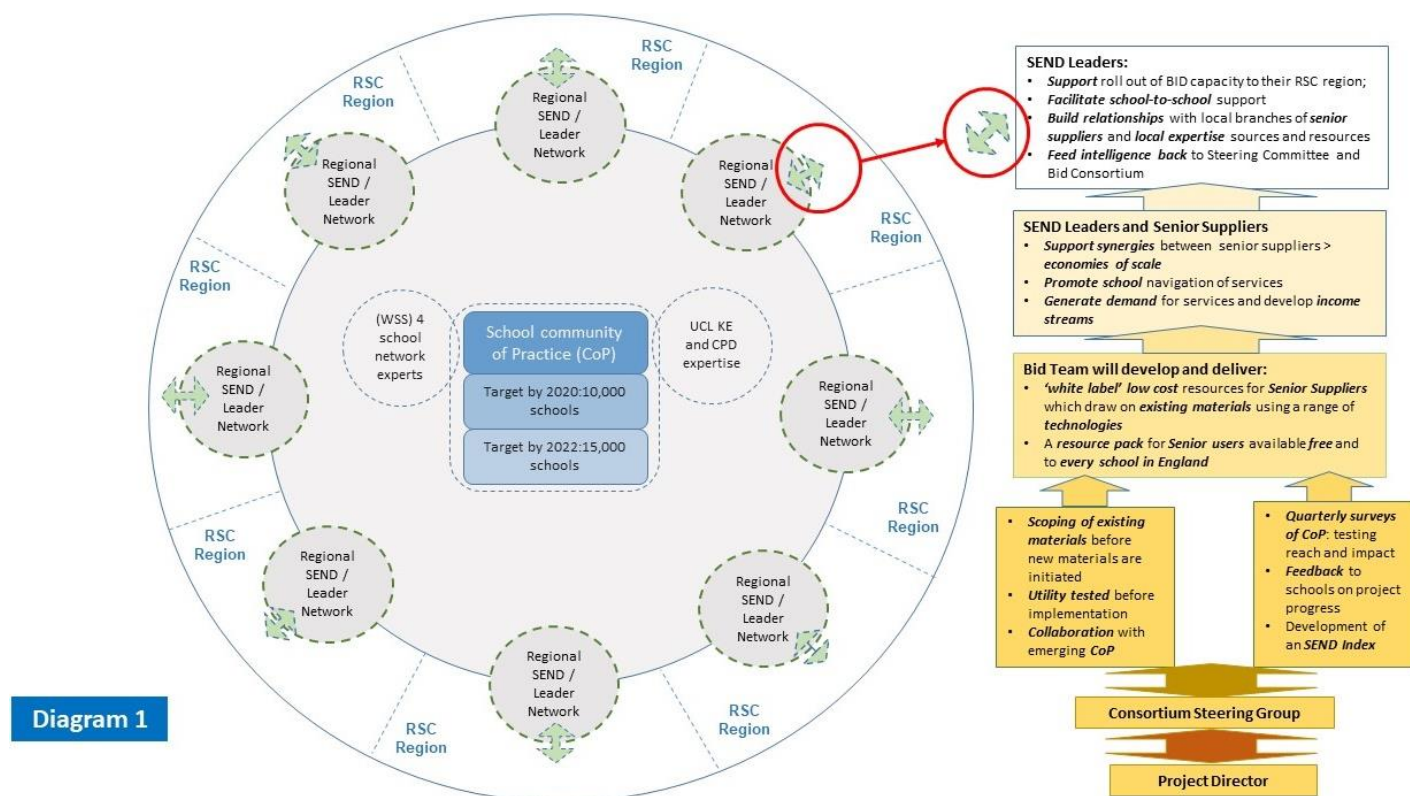 RSC
Region
RSC
Region
RSC
Region
RSC
Region
RSC
Region
RSC
Region
RSC
Region
RSC
Region
RSC
Region
RSC
Region
Regional
SEND /
Leader
Network
Regional
SEND /
Leader
Network
Regional
SEND /
Leader
Network
Regional
SEND /
Leader
Network
Regional
SEND /
Leader
Network
Regional
SEND /
Leader
Network
Regional
SEND /
Leader
Network
Regional
SEND /
Leader
Network
(WSS) 4
school
network
experts
School community
of Practice (CoP)
Target by 2020:10,000
schools
Target by 2022:15,000
schools
UCL KE
and CPD
expertise
Diagram 1
SEND Leaders:
• Support roll out of BID capacity to their RSC region;
• Facilitate school-to-school support
• Build relationships with local branches of senior
suppliers and local expertise sources and resources
• Feed intelligence back to Steering Committee and
Bid Consortium
SEND Leaders and Senior Suppliers
• Support synergies between senior suppliers >
economies of scale
• Promote school navigation of services
• Generate demand for services and develop income
streams
Bid Team will develop and deliver:
• ‘white label’ low cost resources for Senior Suppliers
which draw on existing materials using a range of
technologies
• A resource pack for Senior users available free and
to every school in England
• Scoping of existing
materials before
new materials are
initiated
• Utility tested before
implementation
• Collaboration with
emerging CoP
• Quarterly surveys
of CoP: testing
reach and impact
• Feedback to
schools on project
progress
• Development of
an SEND Index
Consortium Steering Group
Project Director